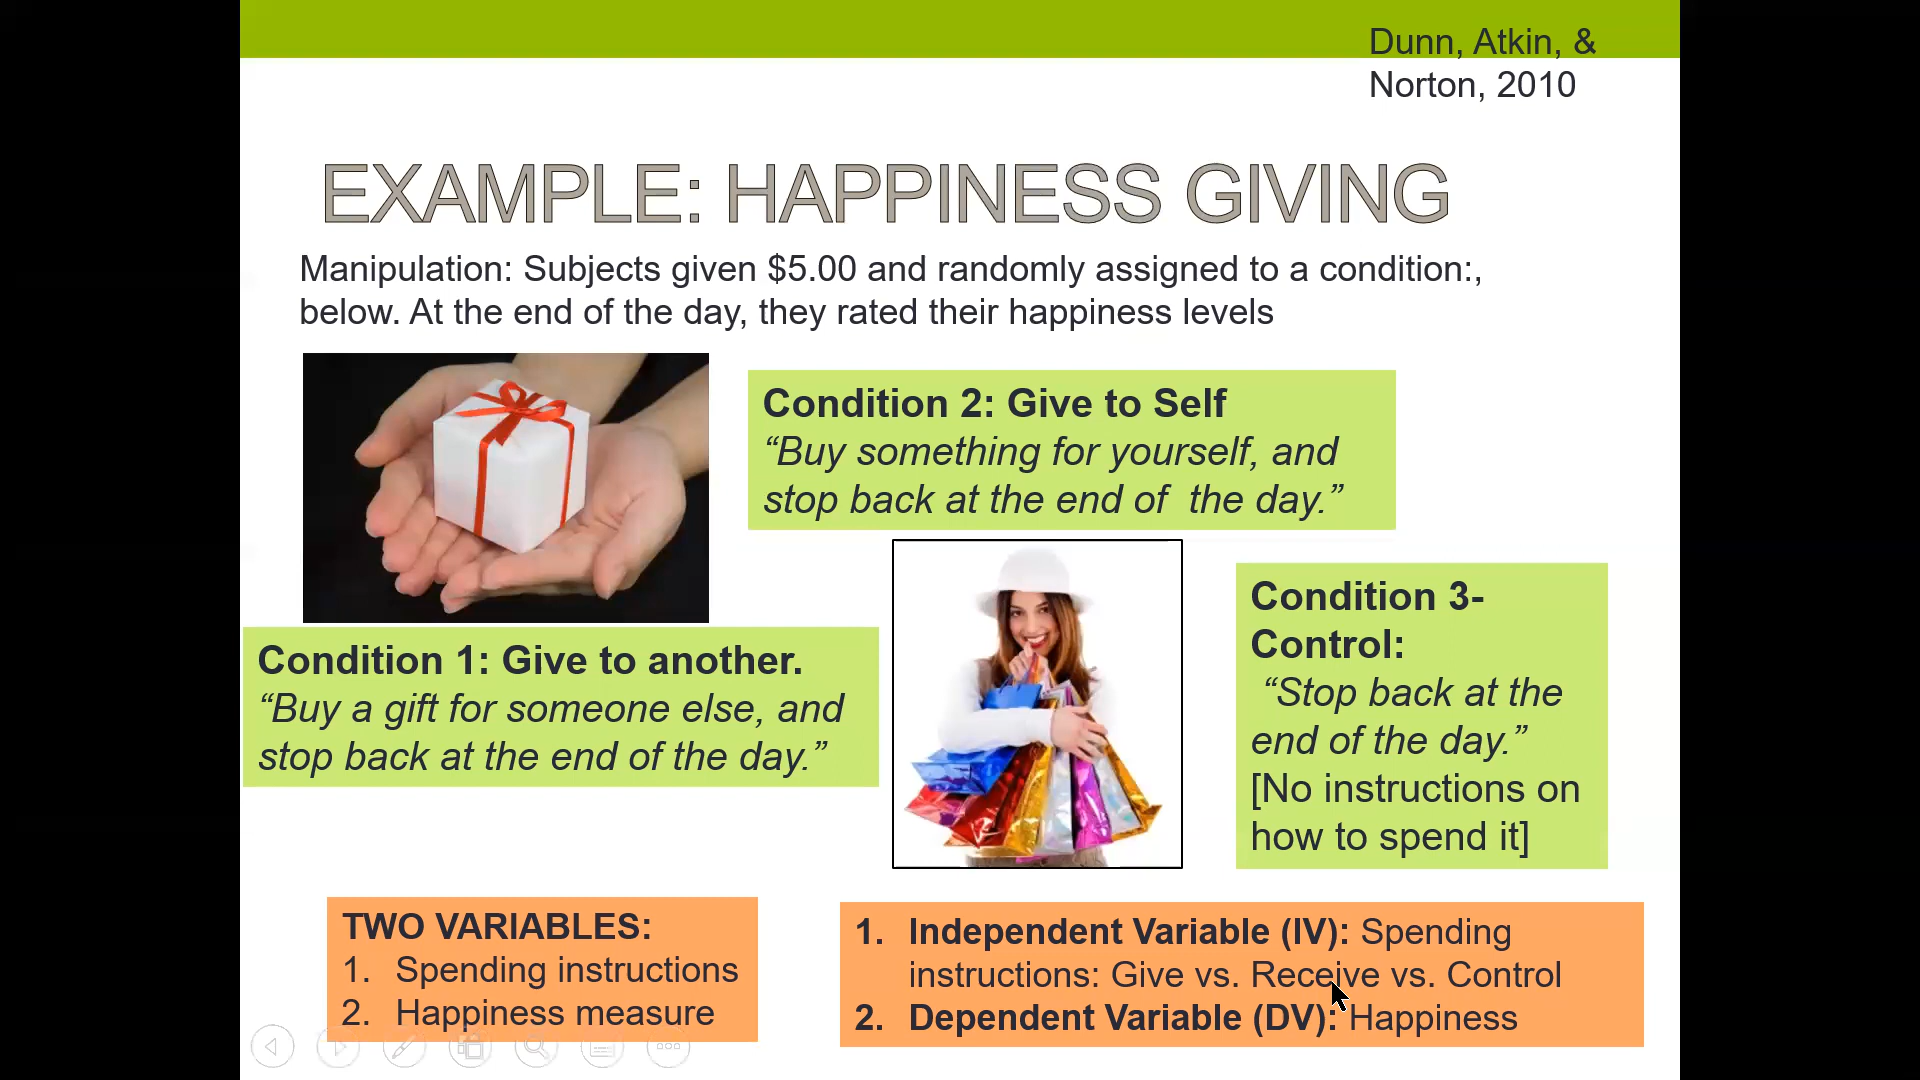 Dunn, Atkin, &
Norton, 2010
EXAMPLE: HAPPINESS GIVING
Manipulation: Subjects given $5.00 and randomly assigned to a condition:,
below. At the end of the day, they rated their happiness levels
Condition 2: Give to Self
“Buy something for yourself, and
stop back at the end of the day.”
Condition 1: Give to another.
“Buy a gift for someone else, and
stop back at the end of the day.”
Condition 3-
Control:
“Stop back at the
end of the day.”
[No instructions on
how to spend it]
TWO VARIABLES:
1. Spending instructions
2. Happiness measure
1. Independent Variable (IV): Spending
instructions: Give vs. Receive vs. Control
2. Dependent Variable (DV): Happiness